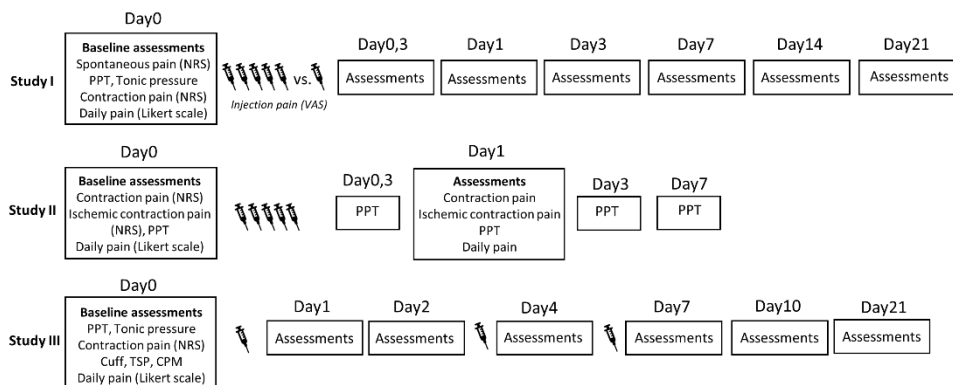 Day0
Day0,3
Day1
Day3
Day7
Day14
Day21
Study I
Baseline assessments
Spontaneous pain (NRS)
PPT, Tonic pressure
Contraction pain (NRS)
Daily pain (Likert scale)
vs.
Injection pain (VAS)
Assessments
Assessments
Assessments
Assessments
Assessments
Assessments
Day0
Day0,3
Day1
Day3
Day7
Study II
Baseline assessments
Contraction pain (NRS)
Ischemic contraction pain
(NRS), PPT
Daily pain (Likert scale)
PPT
Assessments
Contraction pain
Ischemic contraction pain
PPT
Daily pain
PPT
PPT
Day0
Day1
Day2
Day4
Day7
Day10
Day21
Study III
Baseline assessments
PPT, Tonic pressure
Contraction pain (NRS)
Cuff, TSP, CPM
Daily pain (Likert scale)
Assessments
Assessments
Assessments
Assessments
Assessments
Assessments